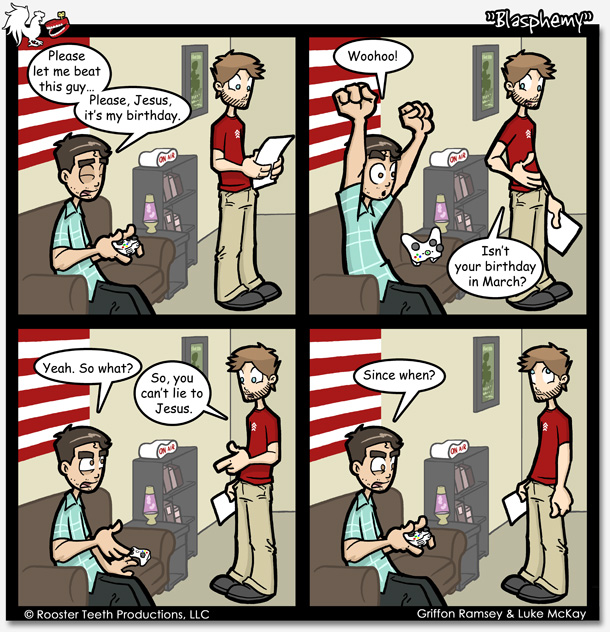 "Blasphemy"
Please
let me beat
this guy...
Please, Jesus,
it's my birthday.
ON AIR
Woohoo!
ON AIR
Isn't
your birthday
in March?
Yeah. So what?
So, you
can't lie to
Jesus.
ON AIR
Since when?
ON AIR
© Rooster Teeth Productions, LLC
Griffon Ramsey & Luke McKay